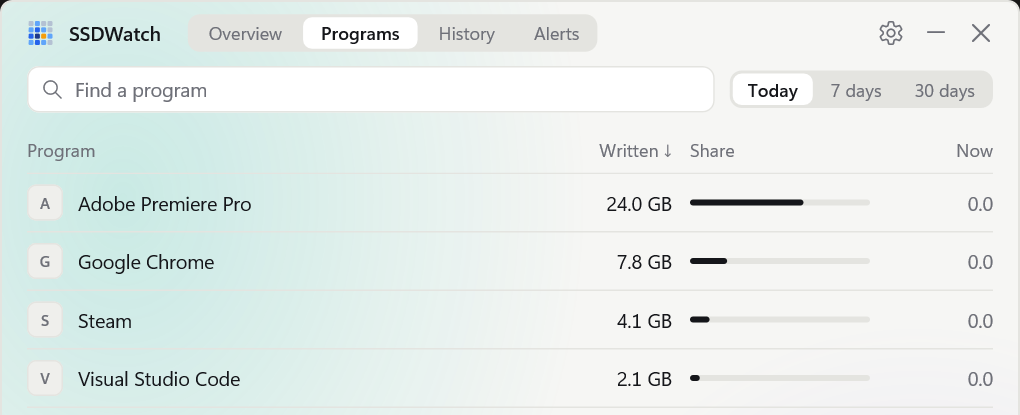 SSDWatch Overview Programs History Alerts
Find a program Today 7 days 30 days
Program Written ↓ Share Now
A Adobe Premiere Pro 24.0 GB 0.0
G Google Chrome 7.8 GB 0.0
S Steam 4.1 GB 0.0
V Visual Studio Code 2.1 GB 0.0